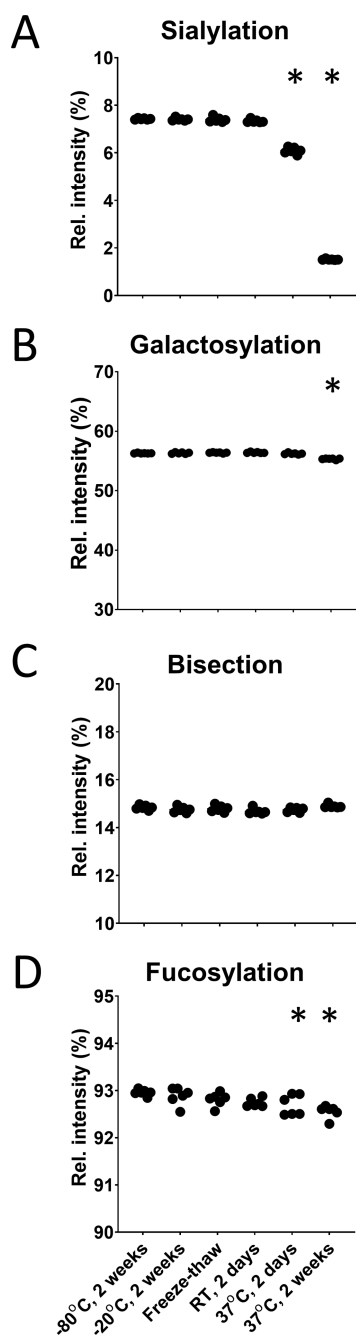 A
Sialylation
Rel. intensity (%)
10
8
6
4
2
0
* *
B
Galactosylation
Rel. intensity (%)
70
60
50
40
30
*
C
Bisection
Rel. intensity (%)
20
18
16
14
12
10
D
Fucosylation
Rel. intensity (%)
95
94
93
92
91
90
* *
-80°C, 2 weeks
-20°C, 2 weeks
Freeze-thaw
RT, 2 days
37°C, 2 days
37°C, 2 weeks